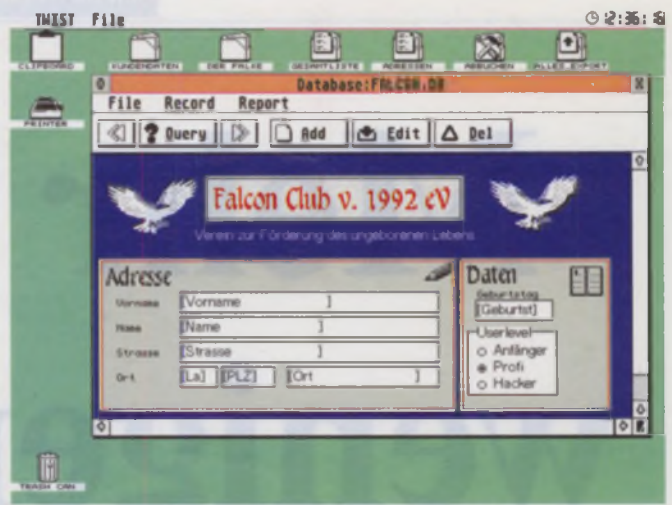 TWIST File
CLIPBOARD KUNDENDATEN DER FALKE GESAMTLISTE ADRESSEN ABBUCHEN ALLES EXPORT
Database:FALCON.DB
PRINTER
File Record Report
? Query Add Edit Del
Falcon Club v. 1992 eV
Verein zur Förderung des ungeborenen Lebens
Adresse
Vorname [Vorname ]
Name [Name ]
Strasse [Strasse ]
Ort [La] [PLZ] [Ort ]
Daten
Geburtstag
[Geburtst]
Userlevel
Anfänger
Profi
Hacker
TRASH CAN